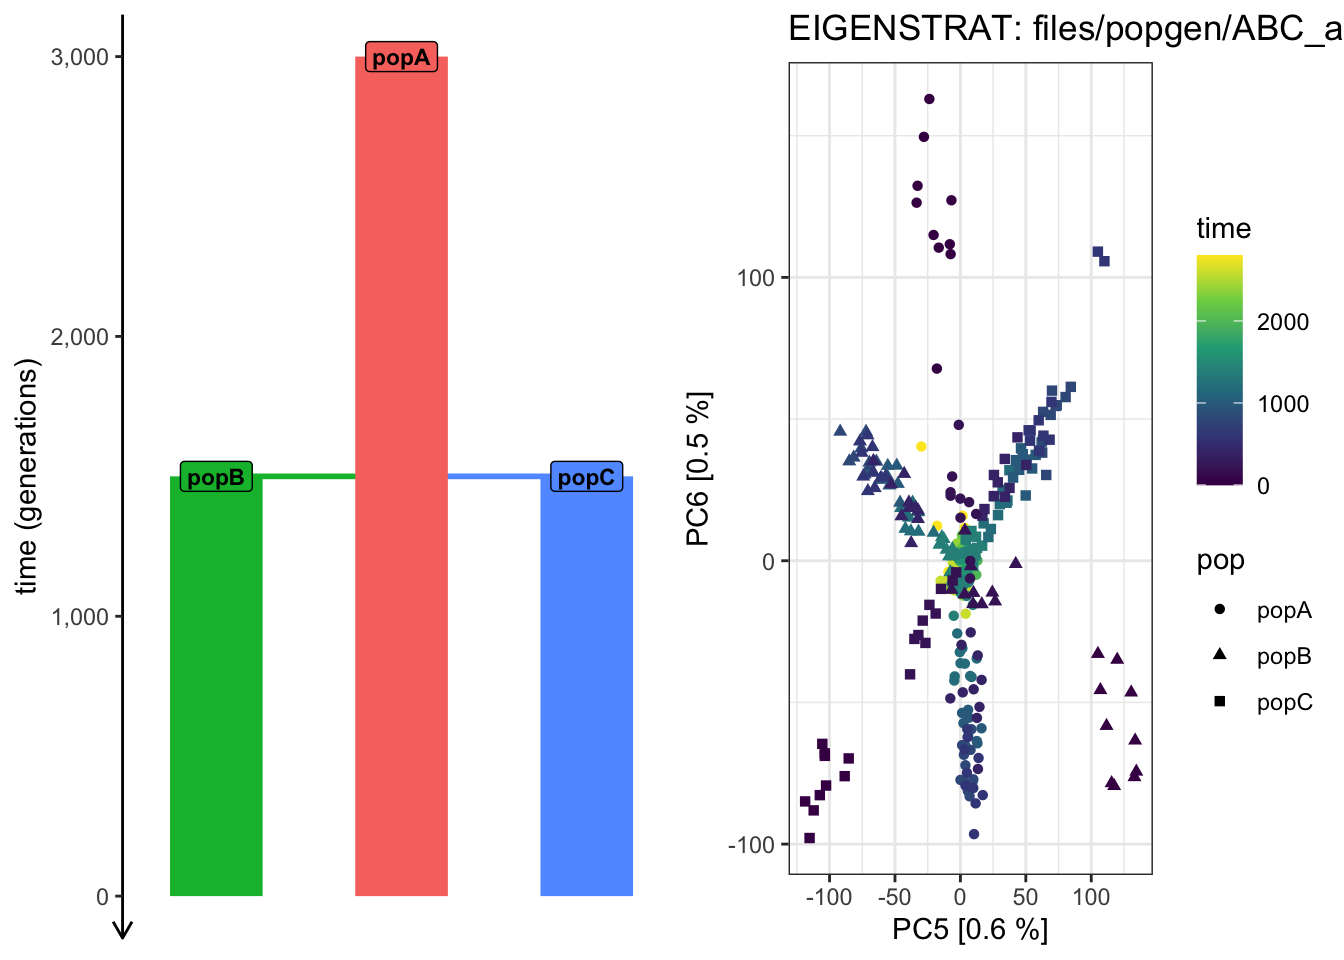 time (generations)
3,000
2,000
1,000
0
popA
popB
popC
EIGENSTRAT: files/popgen/ABC_a
PC6 [0.5 %]
100
0
-100
-100
-50
0
50
100
PC5 [0.6 %]
time
2000
1000
0
pop
popA
popB
popC